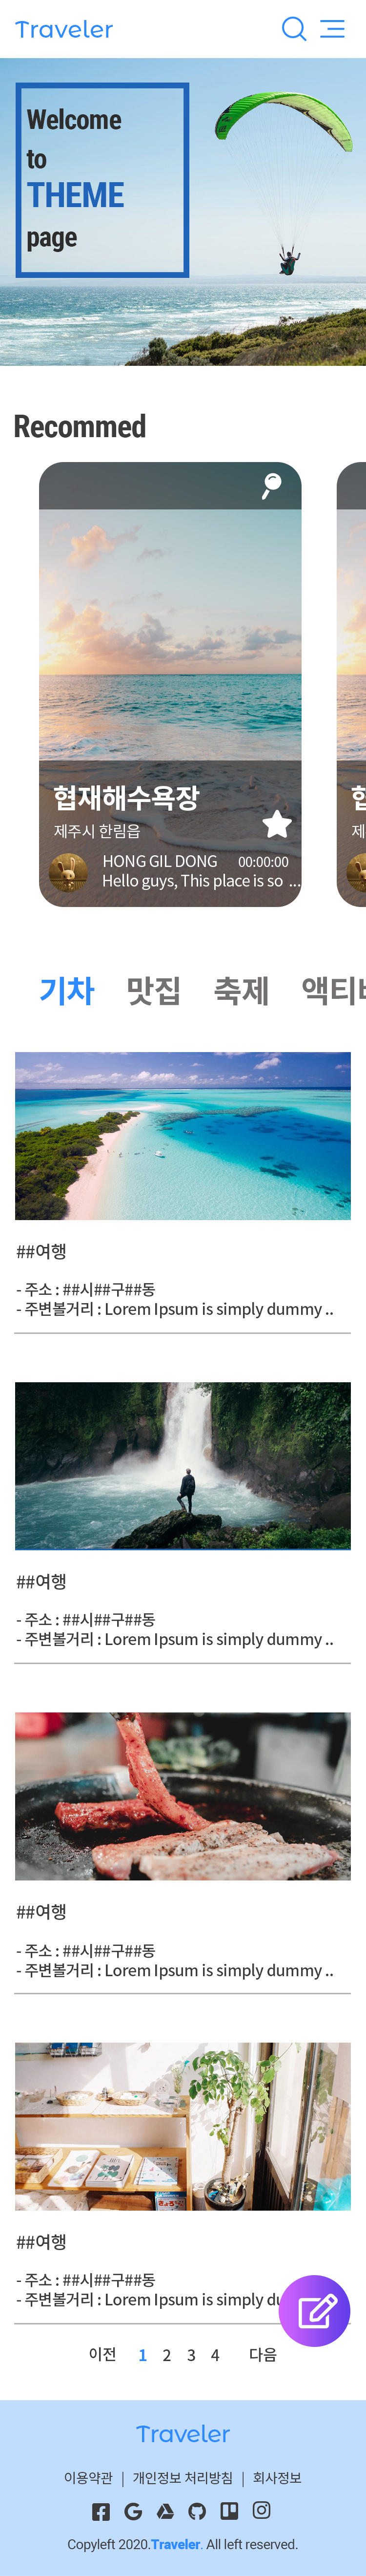 Traveler
Welcome
to
THEME
page
Recommed
협재해수욕장
제주시 한림읍
HONG GIL DONG 00:00:00
Hello guys, This place is so ...
협
제
기차 맛집 축제 액티비
##여행
- 주소 : ##시##구##동
- 주변볼거리 : Lorem Ipsum is simply dummy ..
##여행
- 주소 : ##시##구##동
- 주변볼거리 : Lorem Ipsum is simply dummy ..
##여행
- 주소 : ##시##구##동
- 주변볼거리 : Lorem Ipsum is simply dummy ..
##여행
- 주소 : ##시##구##동
- 주변볼거리 : Lorem Ipsum is simply du
이전 1 2 3 4 다음
Traveler
이용약관 | 개인정보 처리방침 | 회사정보
Copyleft 2020.Traveler. All left reserved.